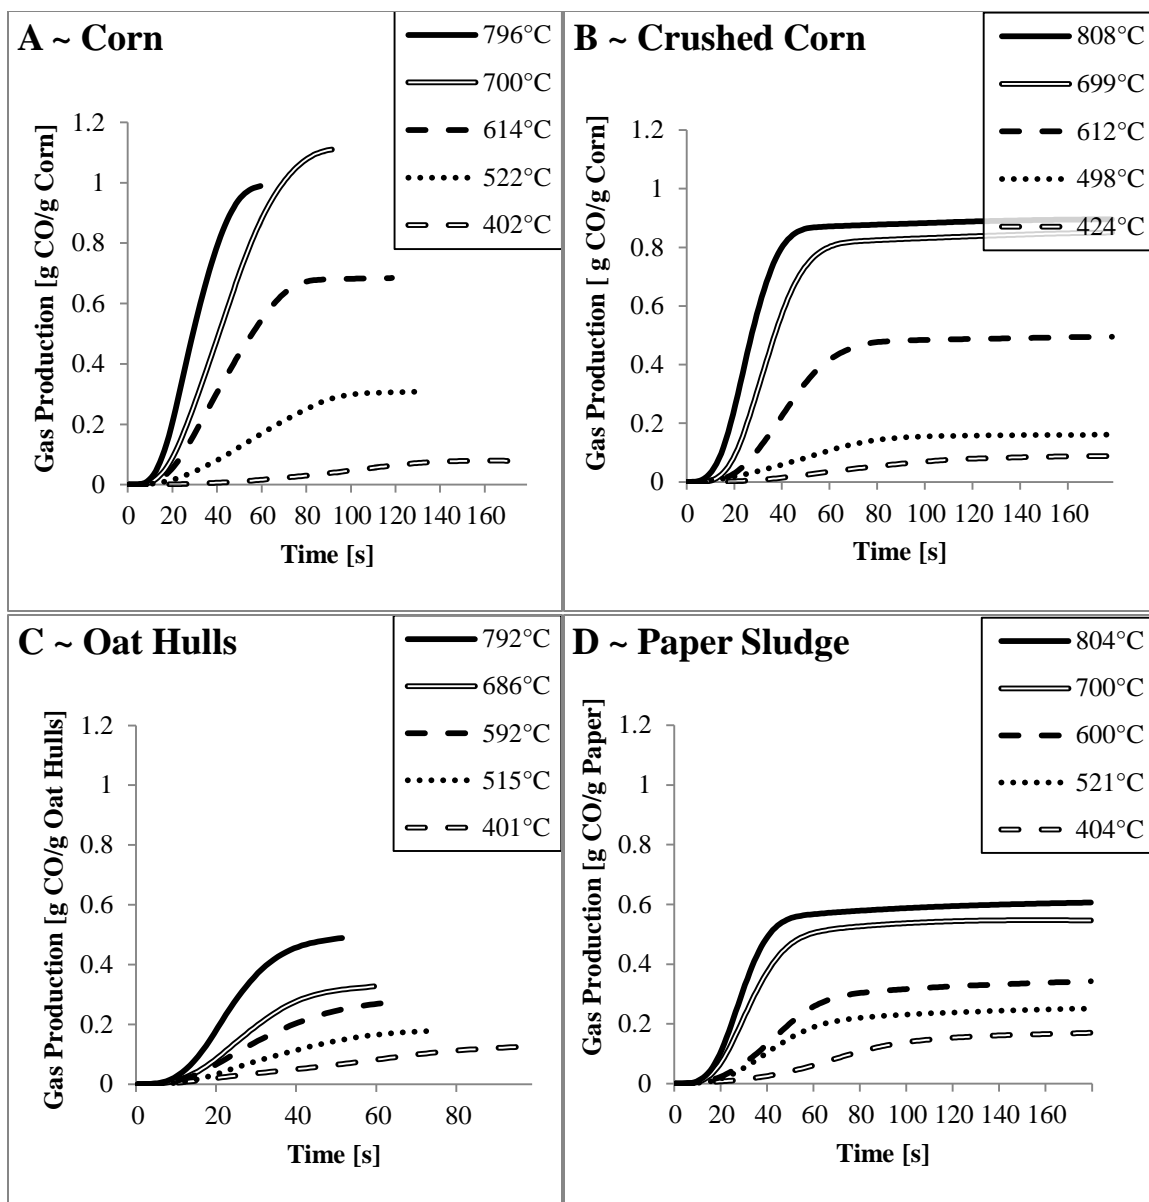 A ~ Corn
796°C
700°C
614°C
522°C
402°C
Gas Production [g CO/g Corn]
1.2
1
0.8
0.6
0.4
0.2
0
0 20 40 60 80 100 120 140 160
Time [s]
B ~ Crushed Corn
808°C
699°C
612°C
498°C
424°C
Gas Production [ g CO/g Corn]
1.2
1
0.8
0.6
0.4
0.2
0
0 20 40 60 80 100 120 140 160
Time [s]
C ~ Oat Hulls
792°C
686°C
592°C
515°C
401°C
Gas Production [g CO/g Oat Hulls]
1.2
1
0.8
0.6
0.4
0.2
0
0 20 40 60 80
Time [s]
D ~ Paper Sludge
804°C
700°C
600°C
521°C
404°C
Gas Production [g CO/g Paper]
1.2
1
0.8
0.6
0.4
0.2
0
0 20 40 60 80 100 120 140 160
Time [s]